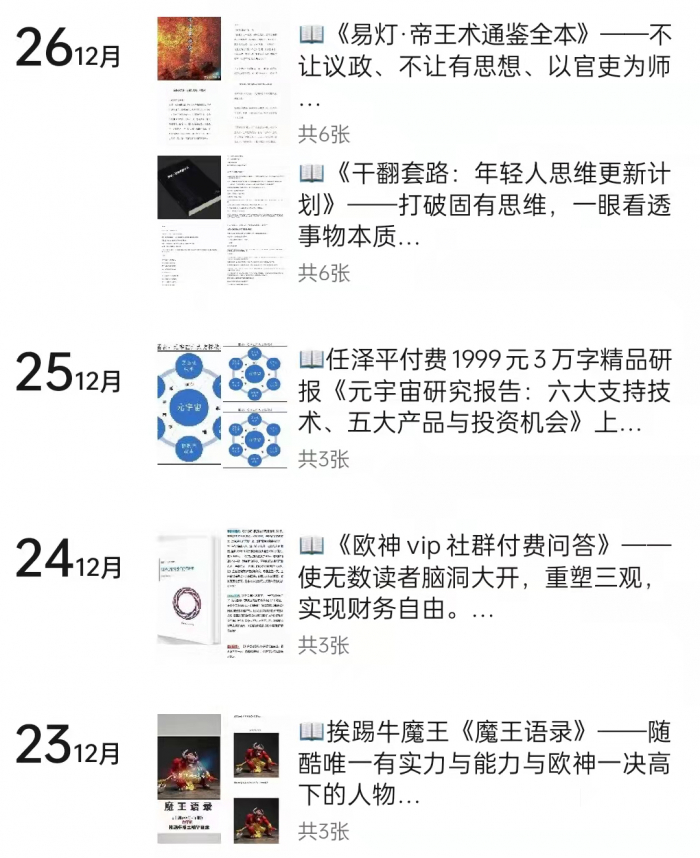 26 12月
📖《易灯·帝王术通鉴全本》——不
让议政、不让有思想、以官吏为师
...
共6张
📖《干翻套路：年轻人思维更新计
划》——打破固有思维，一眼看透
事物本质...
共6张
25 12月
元宇宙
📖任泽平付费1999元3万字精品研
报《元宇宙研究报告：六大支持技
术、五大产品与投资机会》上...
共3张
24 12月
📖《欧神vip社群付费问答》——
使无数读者脑洞大开，重塑三观，
实现财务自由。...
共3张
23 12月
魔王语录
📖挨踢牛魔王《魔王语录》——随
酷唯一有实力与能力与欧神一决高
下的人物...
共3张